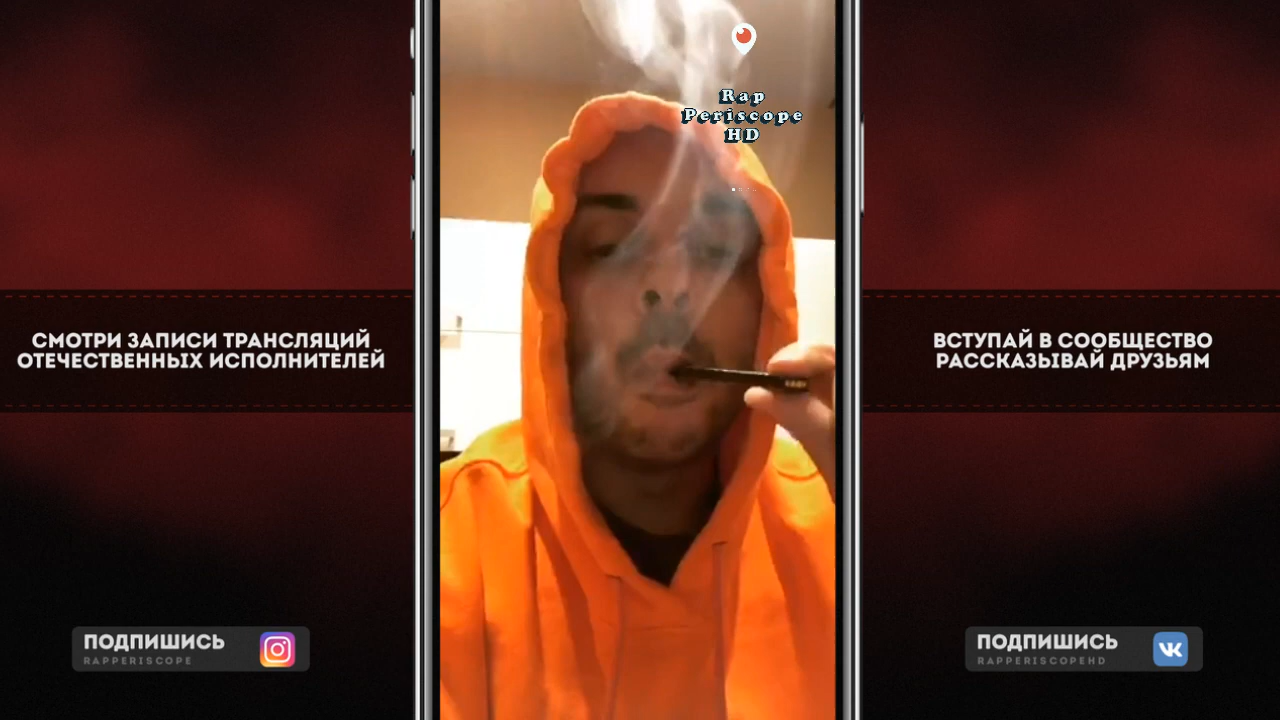 Rap
Periscope
HD
СМОТРИ ЗАПИСИ ТРАНСЛЯЦИЙ
ОТЕЧЕСТВЕННЫХ ИСПОЛНИТЕЛЕЙ
ВСТУПАЙ В СООБЩЕСТВО
РАССКАЗЫВАЙ ДРУЗЬЯМ
ПОДПИШИСЬ
RAPPERISCOPE
ПОДПИШИСЬ
RAPPERISCOPEHD